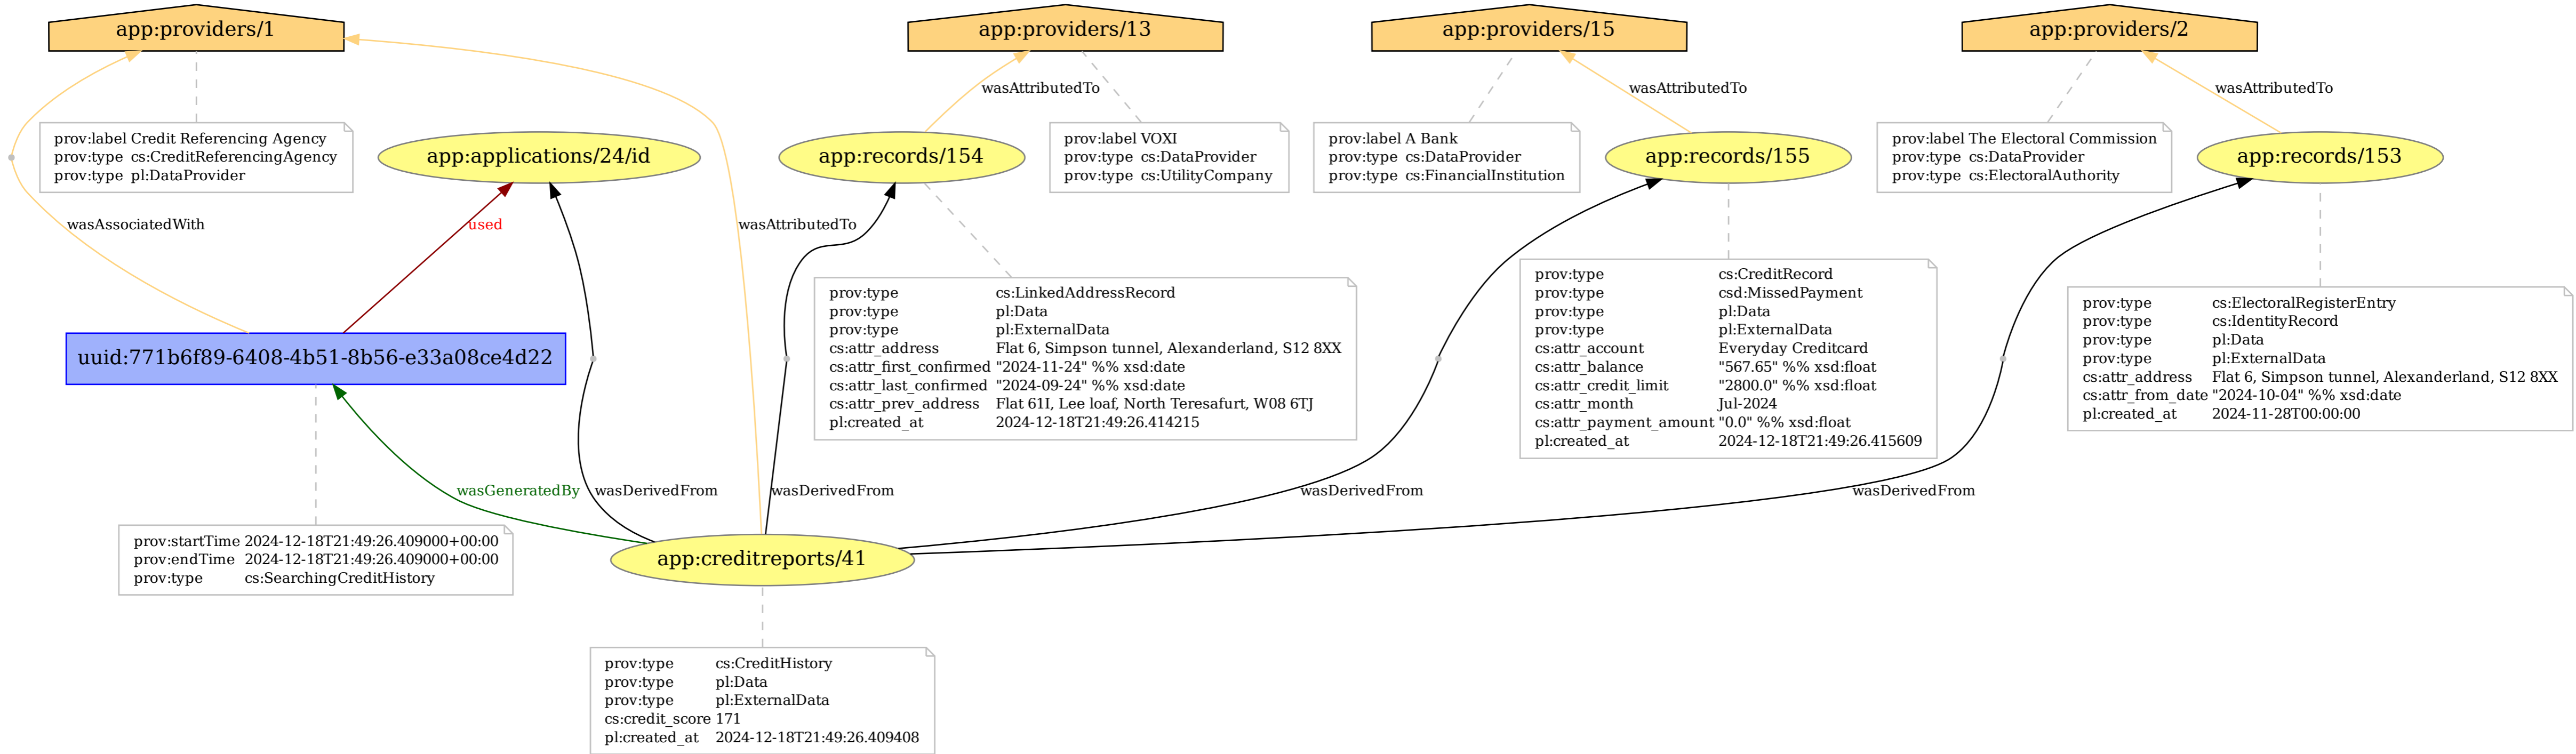 app:providers/1
app:providers/13
app:providers/15
app:providers/2
wasAttributedTo
wasAttributedTo
wasAttributedTo
prov:label Credit Referencing Agency
prov:type cs:CreditReferencingAgency
prov:type pl:DataProvider
app:applications/24/id
app:records/154
prov:label VOXI
prov:type cs:DataProvider
prov:type cs:UtilityCompany
prov:label A Bank
prov:type cs:DataProvider
prov:type cs:FinancialInstitution
app:records/155
prov:label The Electoral Commission
prov:type cs:DataProvider
prov:type cs:ElectoralAuthority
app:records/153
wasAssociatedWith
used
wasAttributedTo
uuid:771b6f89-6408-4b51-8b56-e33a08ce4d22
prov:type cs:LinkedAddressRecord
prov:type pl:Data
prov:type pl:ExternalData
cs:attr_address Flat 6, Simpson tunnel, Alexanderland, S12 8XX
cs:attr_first_confirmed "2024-11-24" %% xsd:date
cs:attr_last_confirmed "2024-09-24" %% xsd:date
cs:attr_prev_address Flat 61I, Lee loaf, North Teresafurt, W08 6TJ
pl:created_at 2024-12-18T21:49:26.414215
prov:type cs:CreditRecord
prov:type csd:MissedPayment
prov:type pl:Data
prov:type pl:ExternalData
cs:attr_account Everyday Creditcard
cs:attr_balance "567.65" %% xsd:float
cs:attr_credit_limit "2800.0" %% xsd:float
cs:attr_month Jul-2024
cs:attr_payment_amount "0.0" %% xsd:float
pl:created_at 2024-12-18T21:49:26.415609
prov:type cs:ElectoralRegisterEntry
prov:type cs:IdentityRecord
prov:type pl:Data
prov:type pl:ExternalData
cs:attr_address Flat 6, Simpson tunnel, Alexanderland, S12 8XX
cs:attr_from_date "2024-10-04" %% xsd:date
pl:created_at 2024-11-28T00:00:00
wasGeneratedBy
wasDerivedFrom
wasDerivedFrom
wasDerivedFrom
wasDerivedFrom
prov:startTime 2024-12-18T21:49:26.409000+00:00
prov:endTime 2024-12-18T21:49:26.409000+00:00
prov:type cs:SearchingCreditHistory
app:creditreports/41
prov:type cs:CreditHistory
prov:type pl:Data
prov:type pl:ExternalData
cs:credit_score 171
pl:created_at 2024-12-18T21:49:26.409408